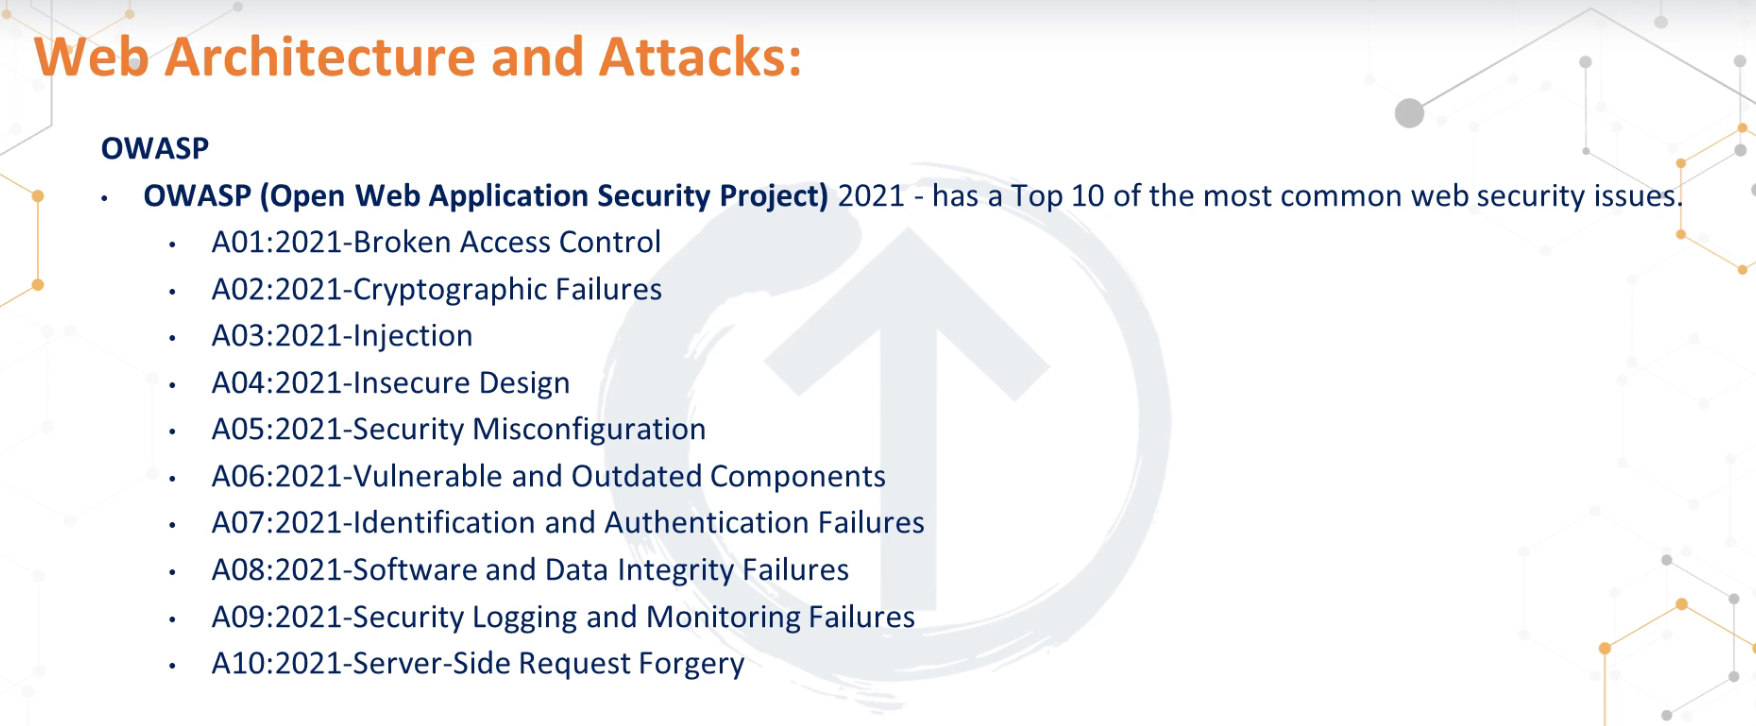 Web Architecture and Attacks:
OWASP
• OWASP (Open Web Application Security Project) 2021 - has a Top 10 of the most common web security issues.
• A01:2021-Broken Access Control
• A02:2021-Cryptographic Failures
• A03:2021-Injection
• A04:2021-Insecure Design
• A05:2021-Security Misconfiguration
• A06:2021-Vulnerable and Outdated Components
• A07:2021-Identification and Authentication Failures
• A08:2021-Software and Data Integrity Failures
• A09:2021-Security Logging and Monitoring Failures
• A10:2021-Server-Side Request Forgery